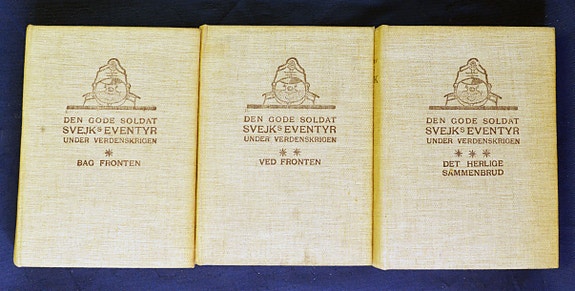 DEN GODE SOLDAT
SVEJKS EVENTYR
UNDER VERDENSKRIGEN
*
BAG FRONTEN
DEN GODE SOLDAT
SVEJKS EVENTYR
UNDER VERDENSKRIGEN
* *
VED FRONTEN
DEN GODE SOLDAT
SVEJKS EVENTYR
UNDER VERDENSKRIGEN
* * *
DET HERLIGE
SAMMENBRUD